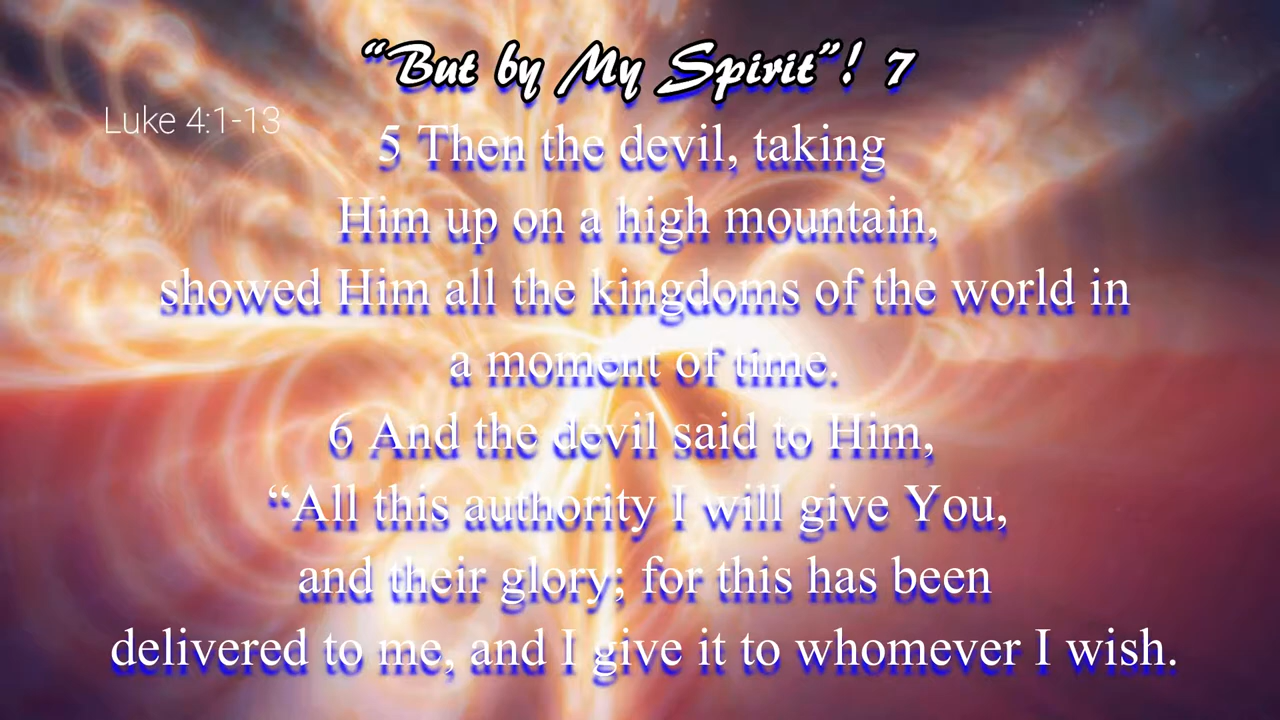 “But by My Spirit”! 7
Luke 4:1-13
5 Then the devil, taking
Him up on a high mountain,
showed Him all the kingdoms of the world in
a moment of time.
6 And the devil said to Him,
“All this authority I will give You,
and their glory; for this has been
delivered to me, and I give it to whomever I wish.